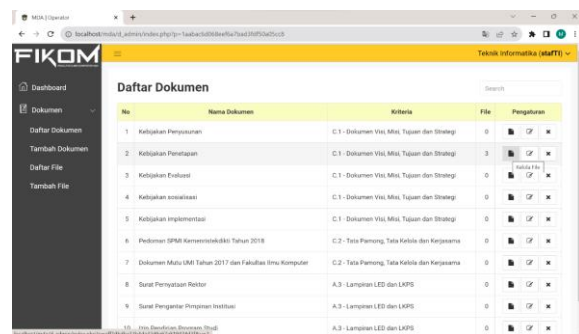 MDA | Operator
FIKOM
Teknik Informatika (stafTI)
Dashboard
Dokumen
Daftar Dokumen
Tambah Dokumen
Daftar File
Tambah File
Daftar Dokumen
Search
No Nama Dokumen Kriteria File Pengaturan
1 Kebijakan Penyusunan C.1 - Dokumen Visi, Misi, Tujuan dan Strategi 0
2 Kebijakan Penetapan C.1 - Dokumen Visi, Misi, Tujuan dan Strategi 3
Kelola File
3 Kebijakan Evaluasi C.1 - Dokumen Visi, Misi, Tujuan dan Strategi 0
4 Kebijakan sosialisasi C.1 - Dokumen Visi, Misi, Tujuan dan Strategi 0
5 Kebijakan implementasi C.1 - Dokumen Visi, Misi, Tujuan dan Strategi 0
6 Pedoman SPMI Kemenristekdikti Tahun 2018 C.2 - Tata Pamong, Tata Kelola dan Kerjasama 0
7 Dokumen Mutu UMI Tahun 2017 dan Fakultas Ilmu Komputer C.2 - Tata Pamong, Tata Kelola dan Kerjasama 0
8 Surat Pernyataan Rektor A.3 - Lampiran LED dan LKPS 0
9 Surat Pengantar Pimpinan Institusi A.3 - Lampiran LED dan LKPS 0
10 Izin Pendirian Program Studi A.3 - Lampiran LED dan LKPS 0